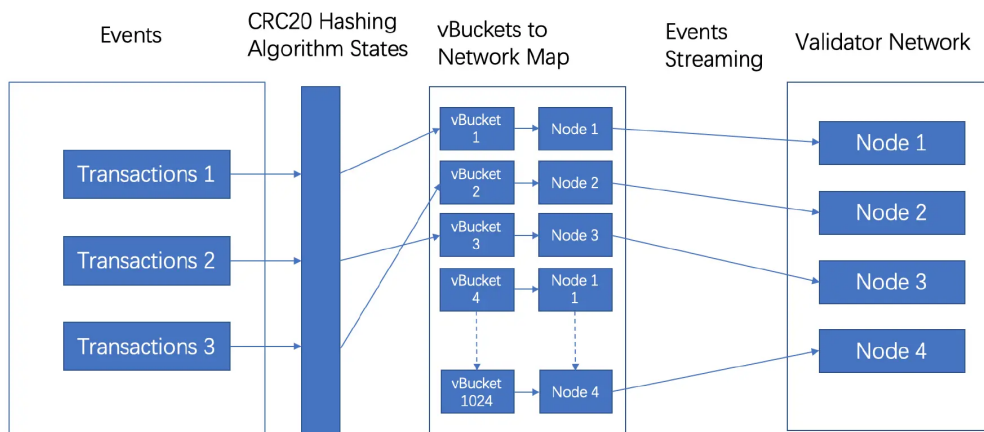 Events
CRC20 Hashing
Algorithm States
vBuckets to
Network Map
Events
Streaming
Validator Network
Transactions 1
Transactions 2
Transactions 3
vBucket
1
Node 1
vBucket
2
Node 2
vBucket
3
Node 3
vBucket
4
Node 1
1
vBucket
1024
Node 4
Node 1
Node 2
Node 3
Node 4